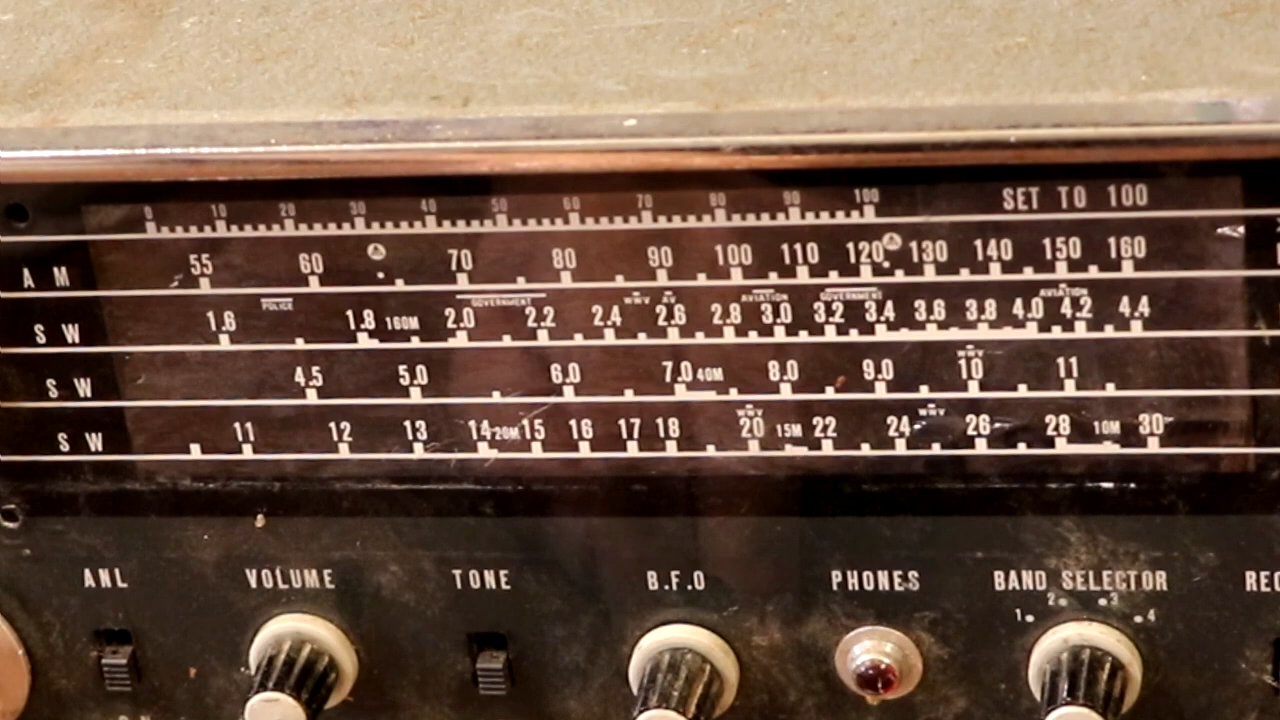 0 10 20 30 40 50 60 70 80 90 100 SET TO 100
AM 55 60 70 80 90 100 110 120 130 140 150 160
POLICE GOVERNMENT WWV AV AVIATION GOVERNMENT AVIATION
SW 1.6 1.8 160M 2.0 2.2 2.4 2.6 2.8 3.0 3.2 3.4 3.6 3.8 4.0 4.2 4.4
WWV
SW 4.5 5.0 6.0 7.0 40M 8.0 9.0 10 11
WWV WWV
SW 11 12 13 14 20M 15 16 17 18 20 15M 22 24 26 28 10M 30
ANL VOLUME TONE B.F.O PHONES BAND SELECTOR
1 2 3 4